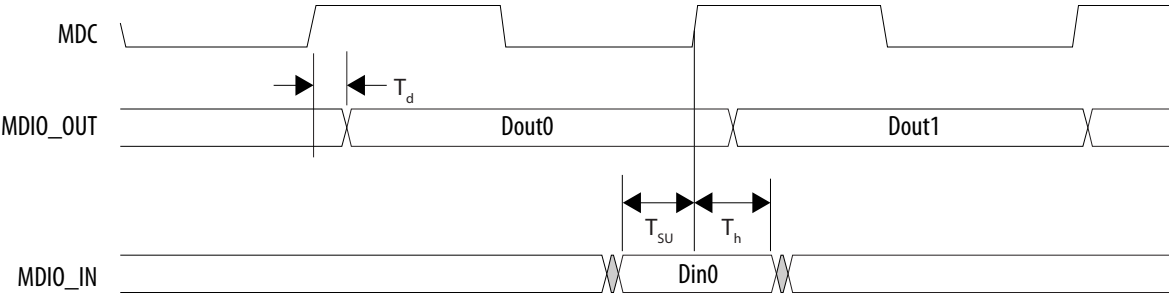 MDC
T_d
MDIO_OUT
Dout0
Dout1
T_SU
T_h
MDIO_IN
Din0